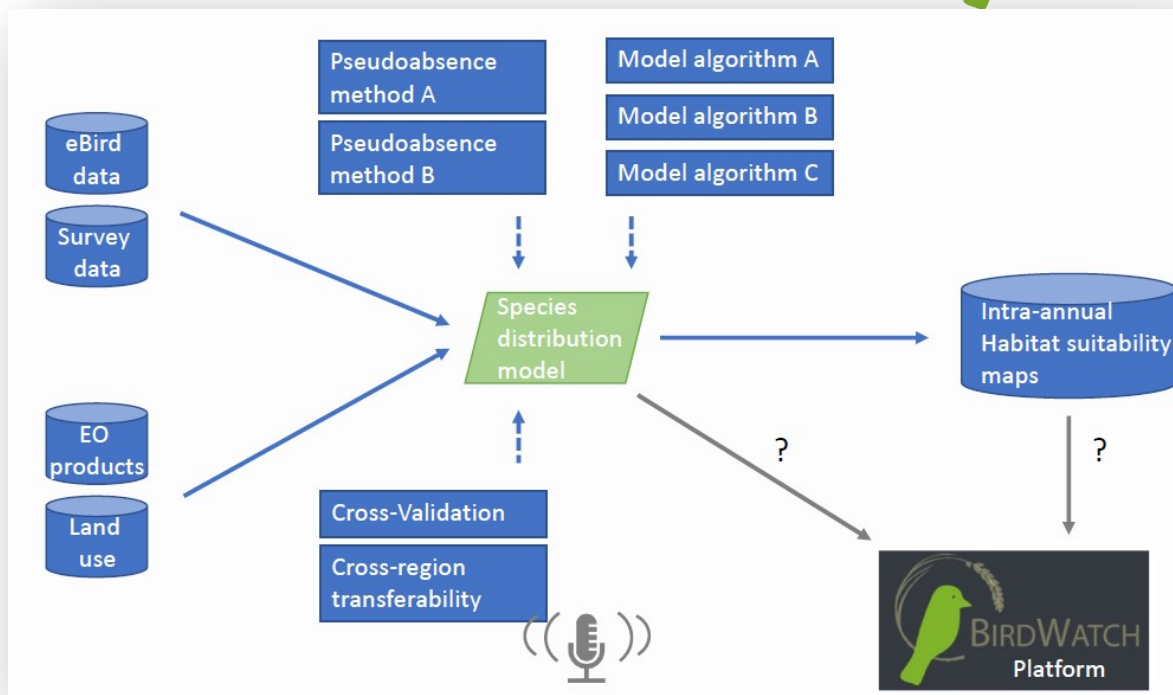 Pseudoabsence
method A
Pseudoabsence
method B
Model algorithm A
Model algorithm B
Model algorithm C
eBird
data
Survey
data
Species
distribution
model
Intra-annual
Habitat suitability
maps
EO
products
Land
use
Cross-Validation
Cross-region
transferability
?
?
BIRDWATCH
Platform